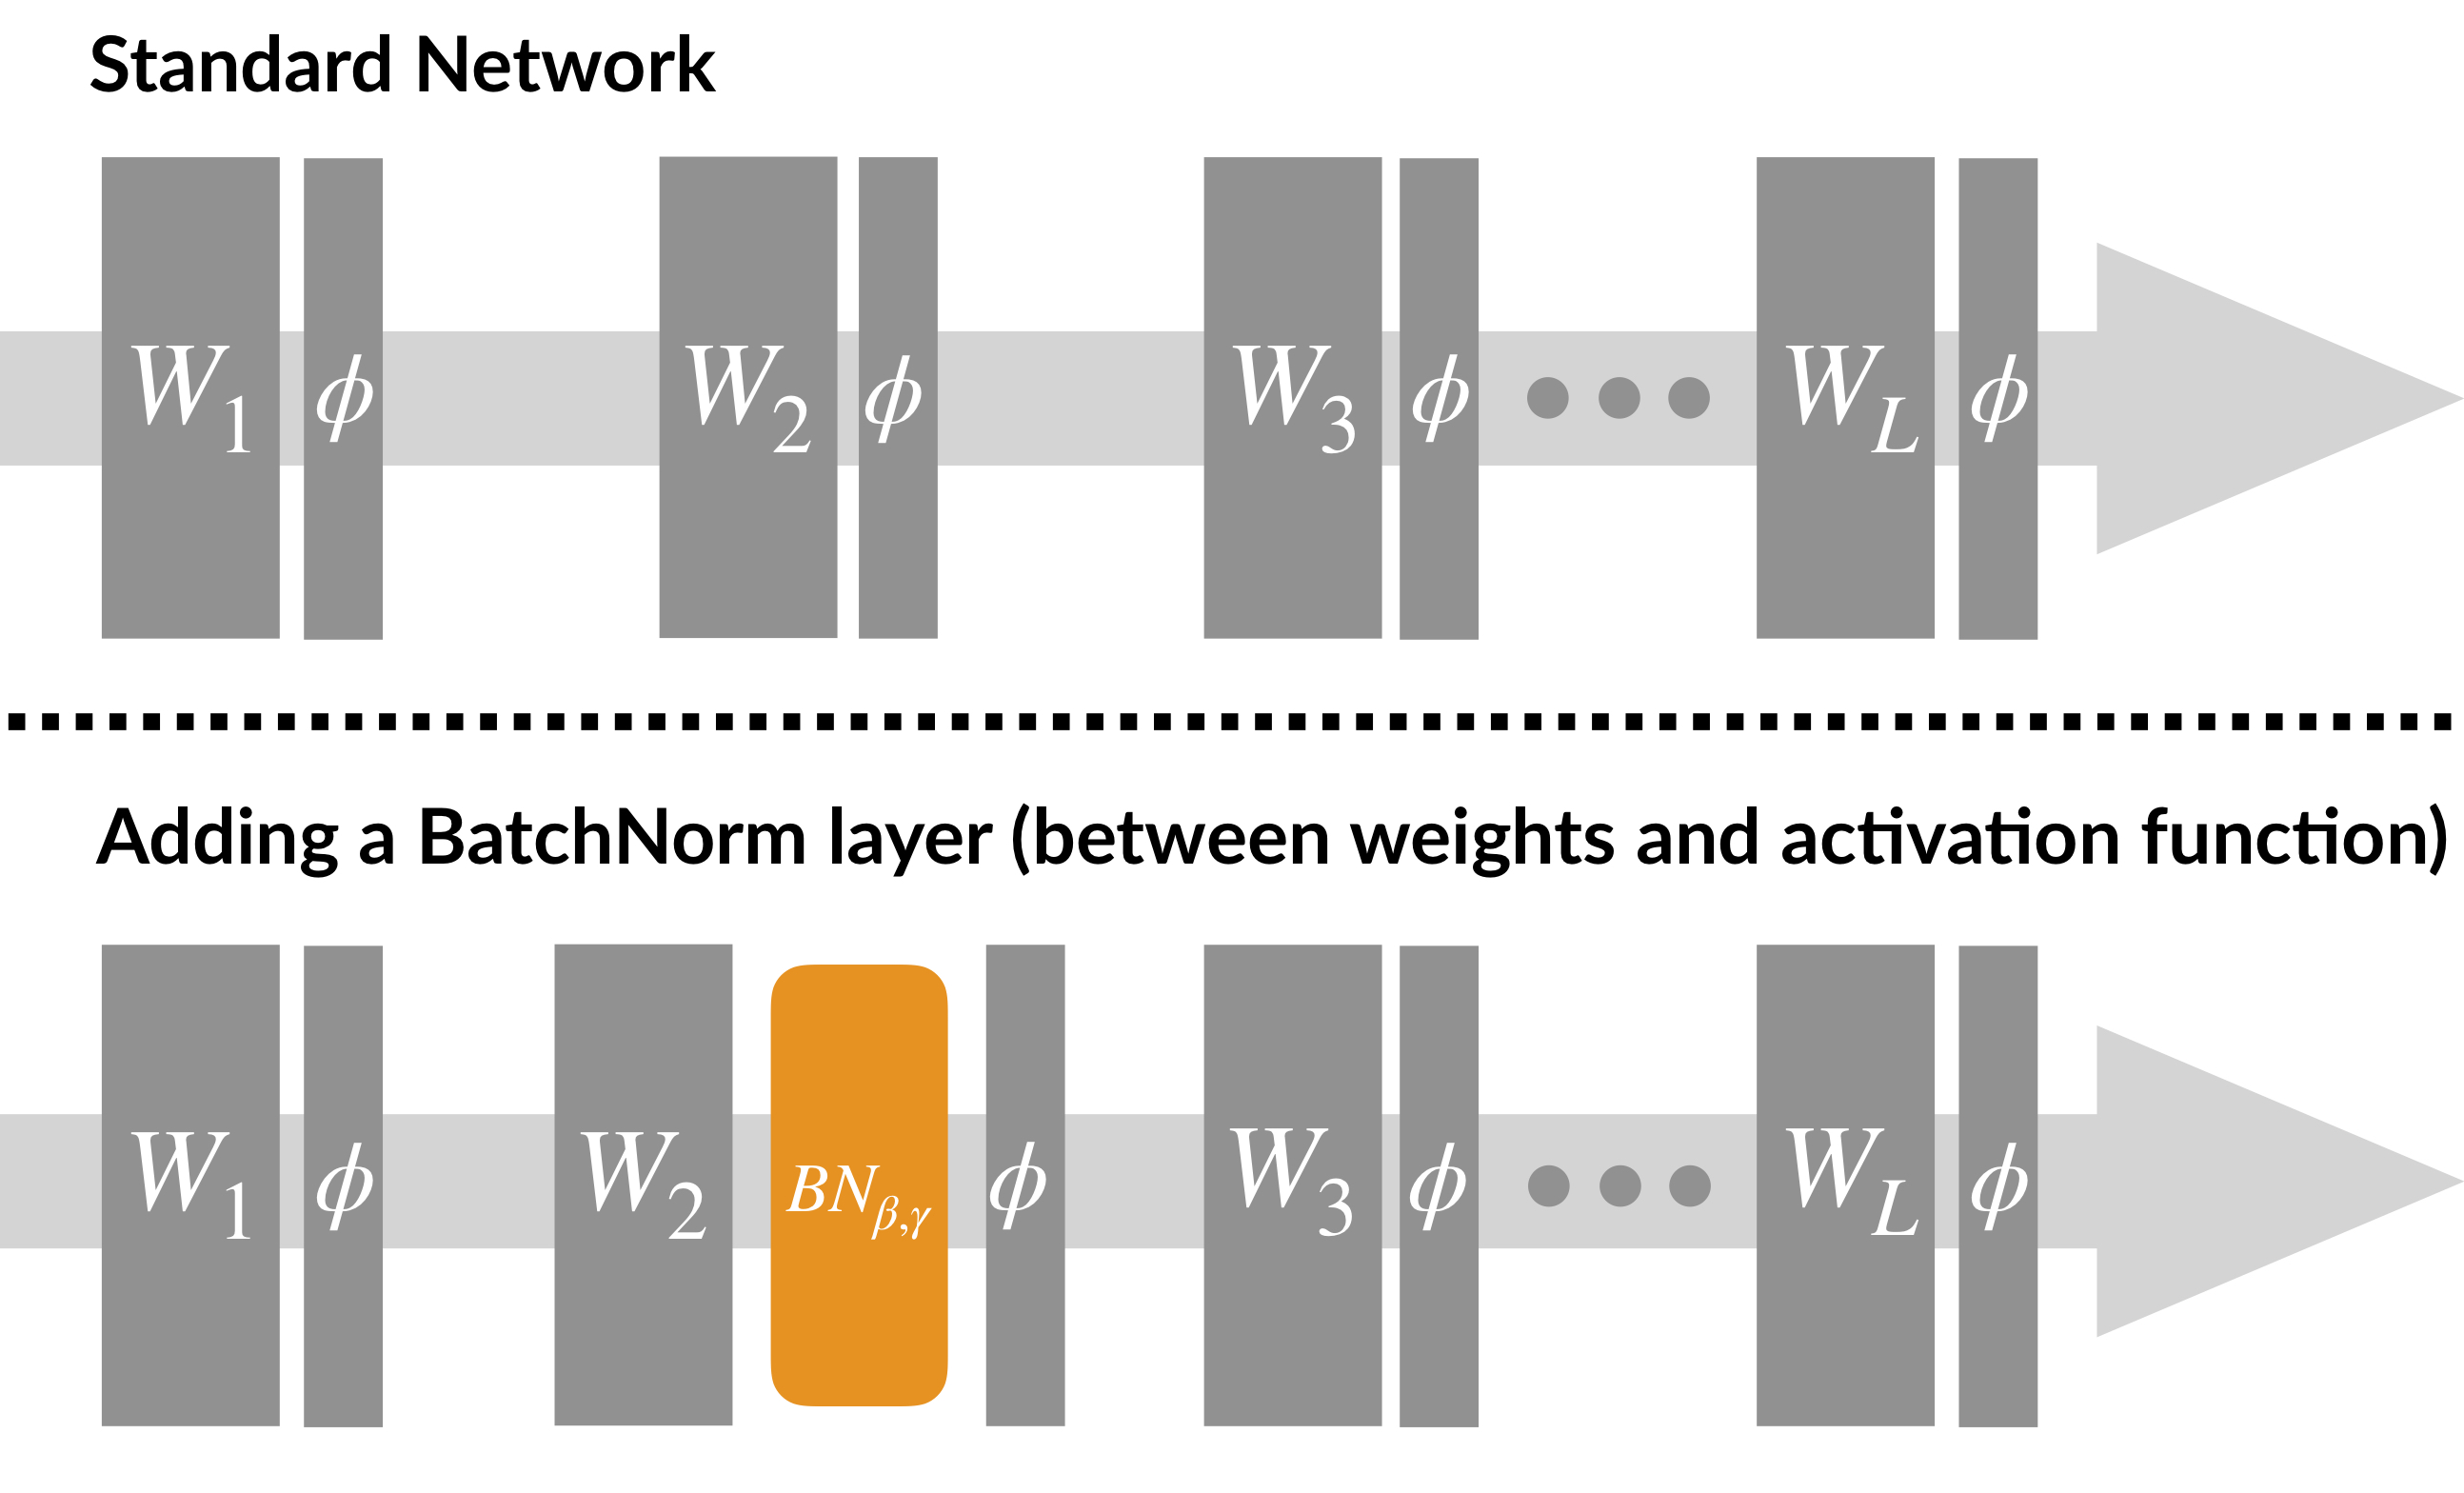 Standard Network
W₁ ϕ W₂ ϕ W₃ ϕ W_L ϕ
Adding a BatchNorm layer (between weights and activation function)
W₁ ϕ W₂ BN_β,γ ϕ W₃ ϕ W_L ϕ